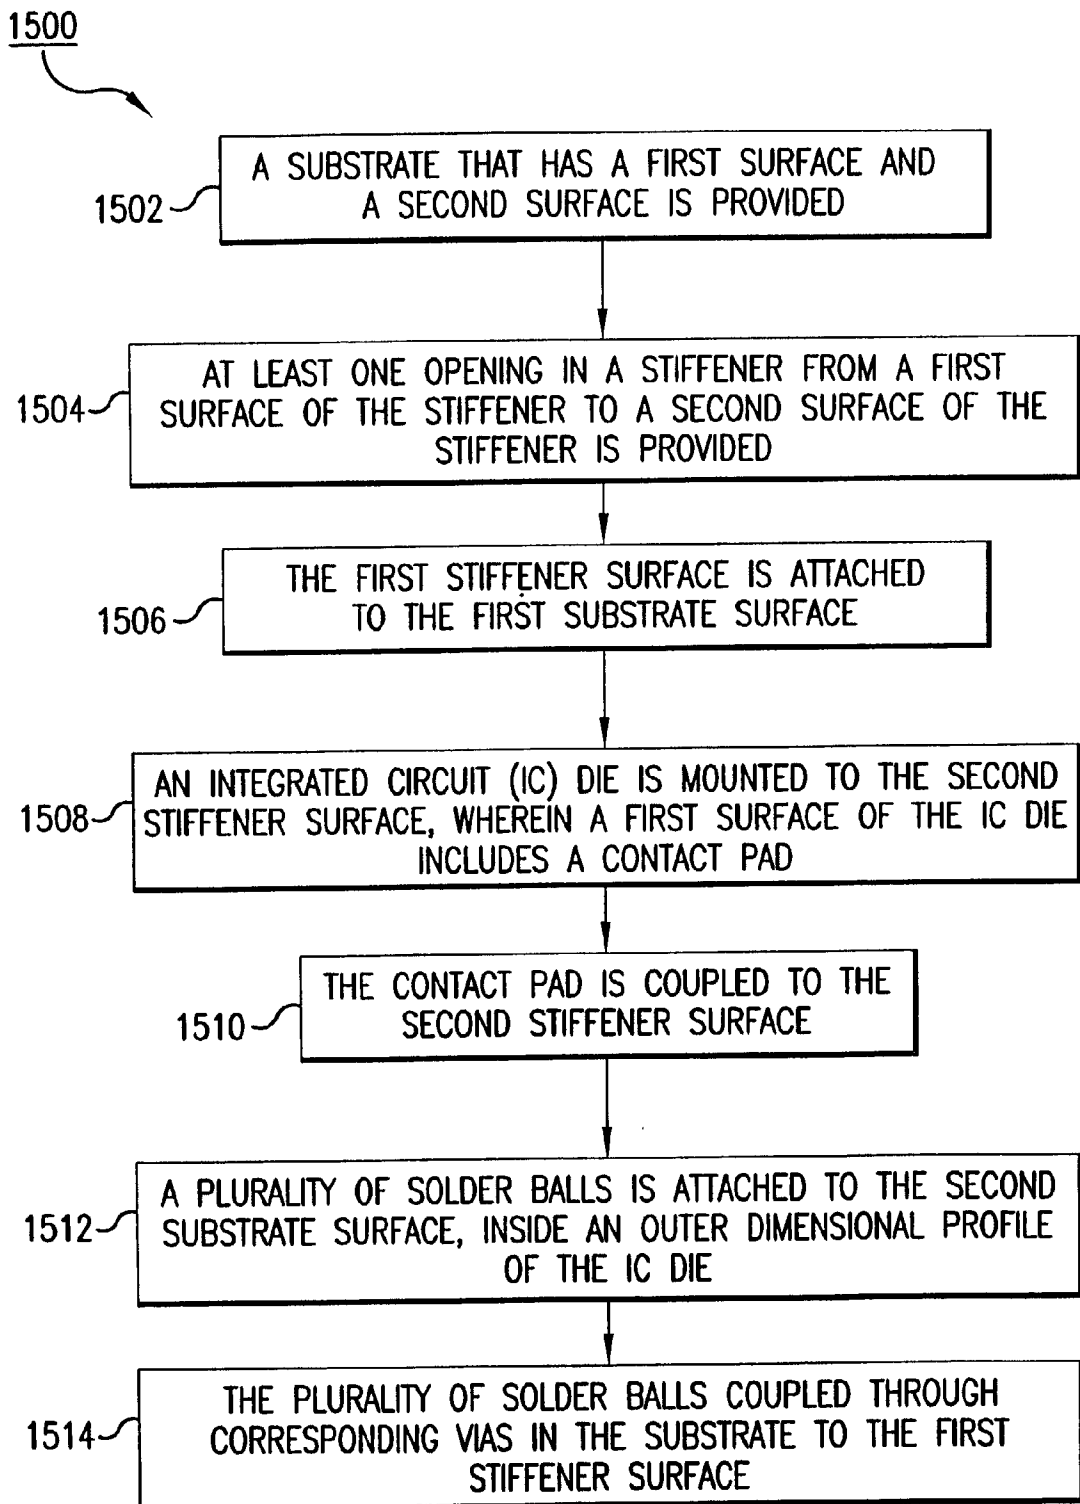 1500
A SUBSTRATE THAT HAS A FIRST SURFACE AND
A SECOND SURFACE IS PROVIDED
1502
AT LEAST ONE OPENING IN A STIFFENER FROM A FIRST
SURFACE OF THE STIFFENER TO A SECOND SURFACE OF THE
STIFFENER IS PROVIDED
1504
THE FIRST STIFFENER SURFACE IS ATTACHED
TO THE FIRST SUBSTRATE SURFACE
1506
AN INTEGRATED CIRCUIT (IC) DIE IS MOUNTED TO THE SECOND
STIFFENER SURFACE, WHEREIN A FIRST SURFACE OF THE IC DIE
INCLUDES A CONTACT PAD
1508
THE CONTACT PAD IS COUPLED TO THE
SECOND STIFFENER SURFACE
1510
A PLURALITY OF SOLDER BALLS IS ATTACHED TO THE SECOND
SUBSTRATE SURFACE, INSIDE AN OUTER DIMENSIONAL PROFILE
OF THE IC DIE
1512
THE PLURALITY OF SOLDER BALLS COUPLED THROUGH
CORRESPONDING VIAS IN THE SUBSTRATE TO THE FIRST
STIFFENER SURFACE
1514